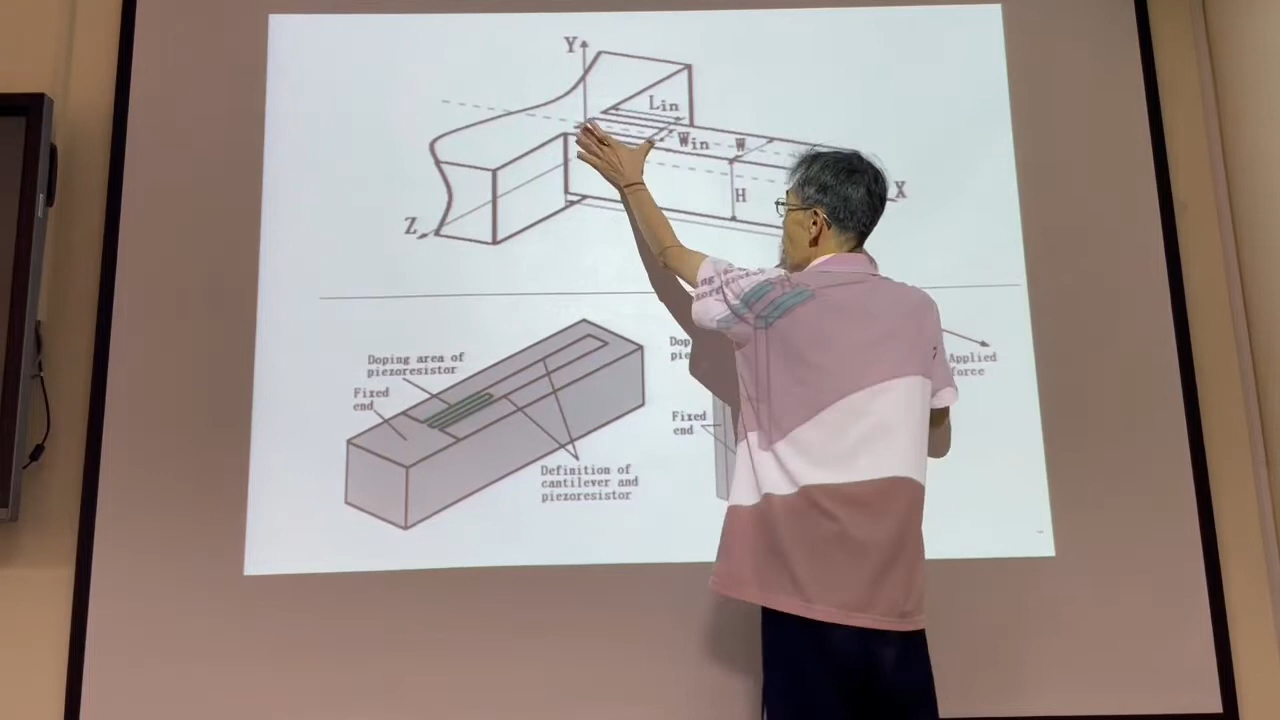 Y
Lin
Win
W
H
X
Z
Doping area of
piezoresistor
Fixed
end
Definition of
cantilever and
piezoresistor
Fixed
end
Applied
force